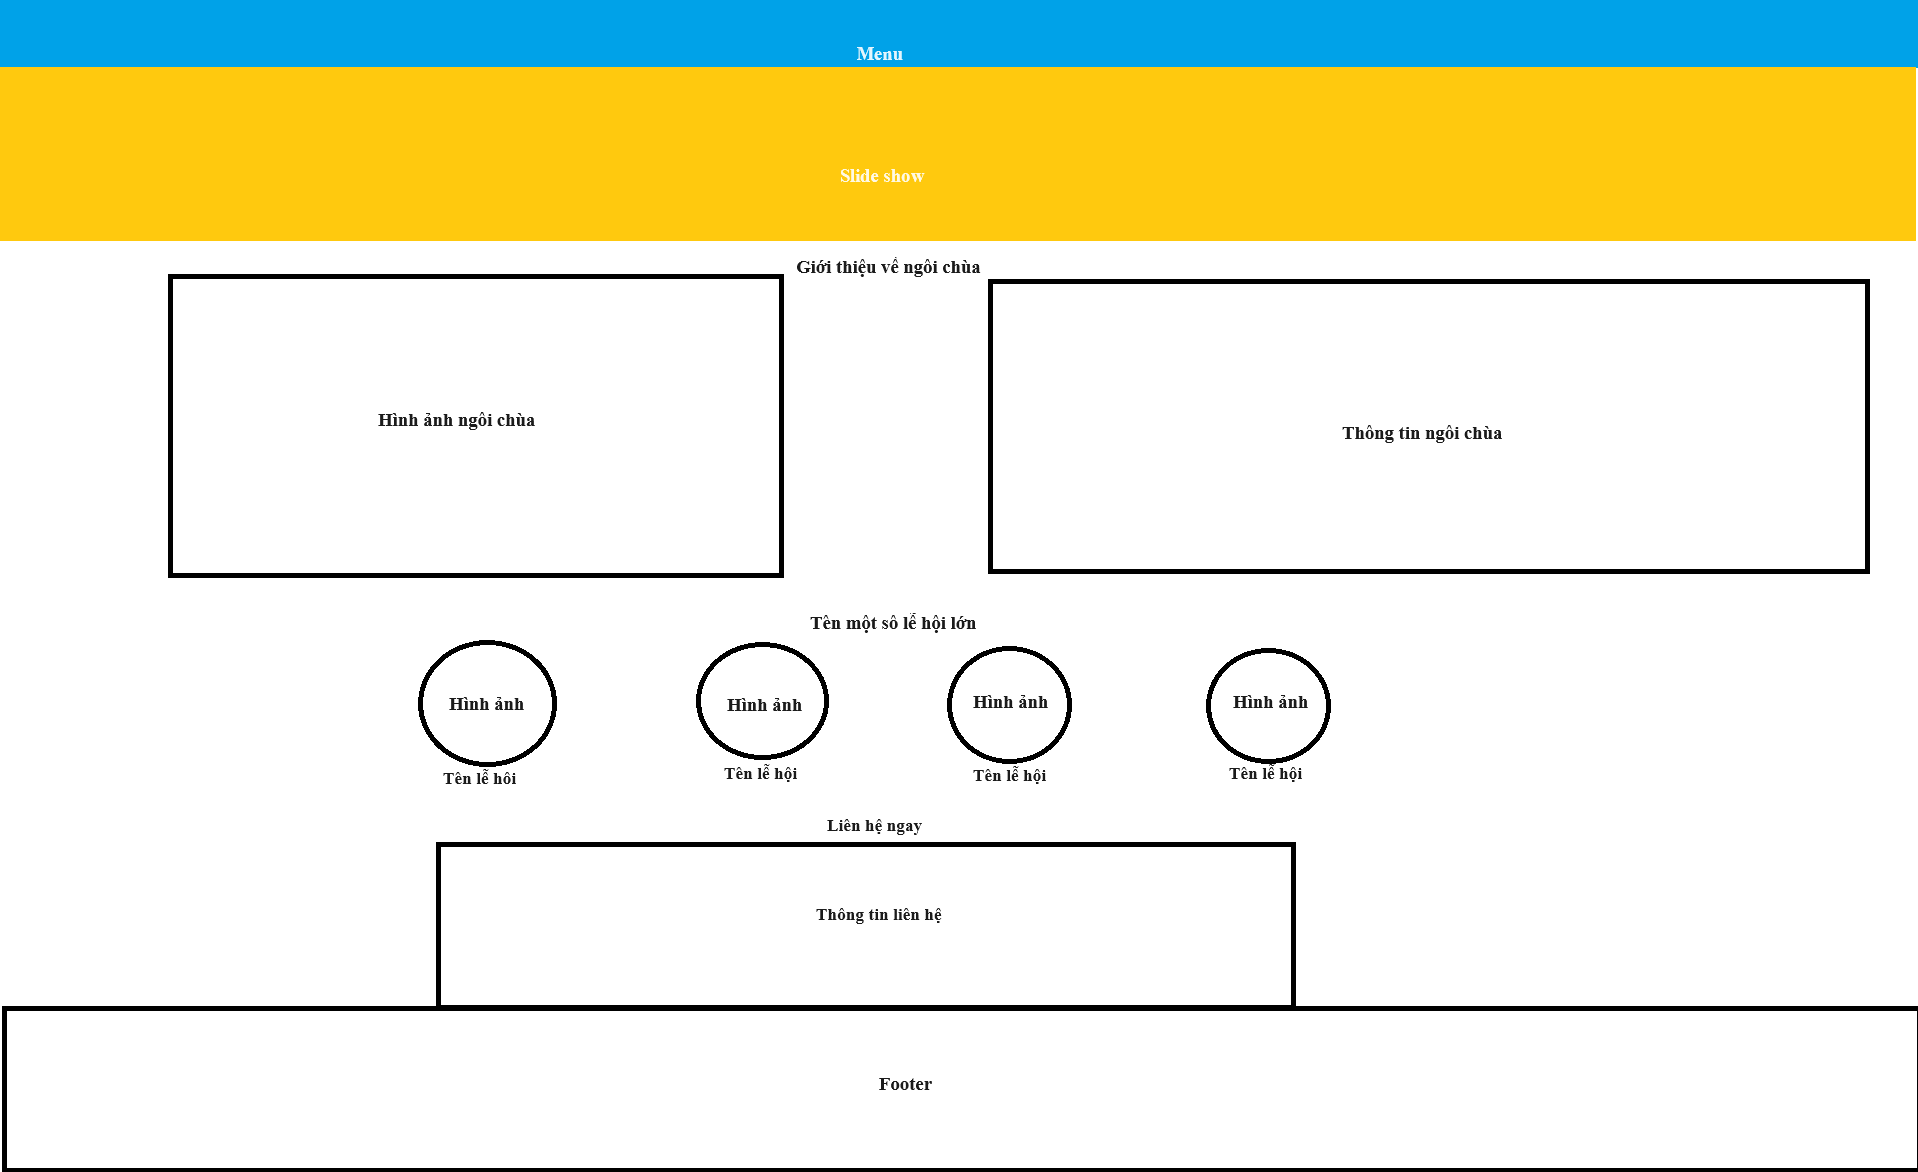 Menu
Slide show
Giới thiệu về ngôi chùa
Hình ảnh ngôi chùa
Thông tin ngôi chùa
Tên một số lễ hội lớn
Hình ảnh
Hình ảnh
Hình ảnh
Hình ảnh
Tên lễ hôi
Tên lễ hội
Tên lễ hội
Tên lễ hội
Liên hệ ngay
Thông tin liên hệ
Footer